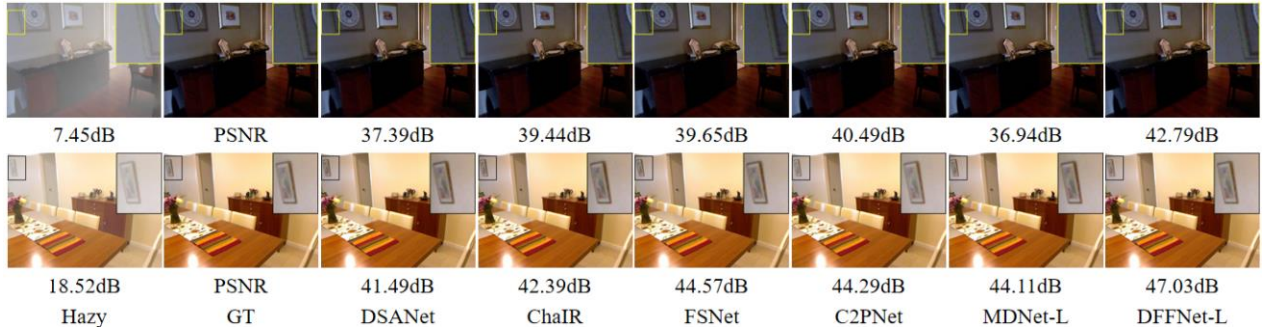 7.45dB PSNR 37.39dB 39.44dB 39.65dB 40.49dB 36.94dB 42.79dB
18.52dB PSNR 41.49dB 42.39dB 44.57dB 44.29dB 44.11dB 47.03dB
Hazy GT DSANet ChaIR FSNet C2PNet MDNet-L DFFNet-L